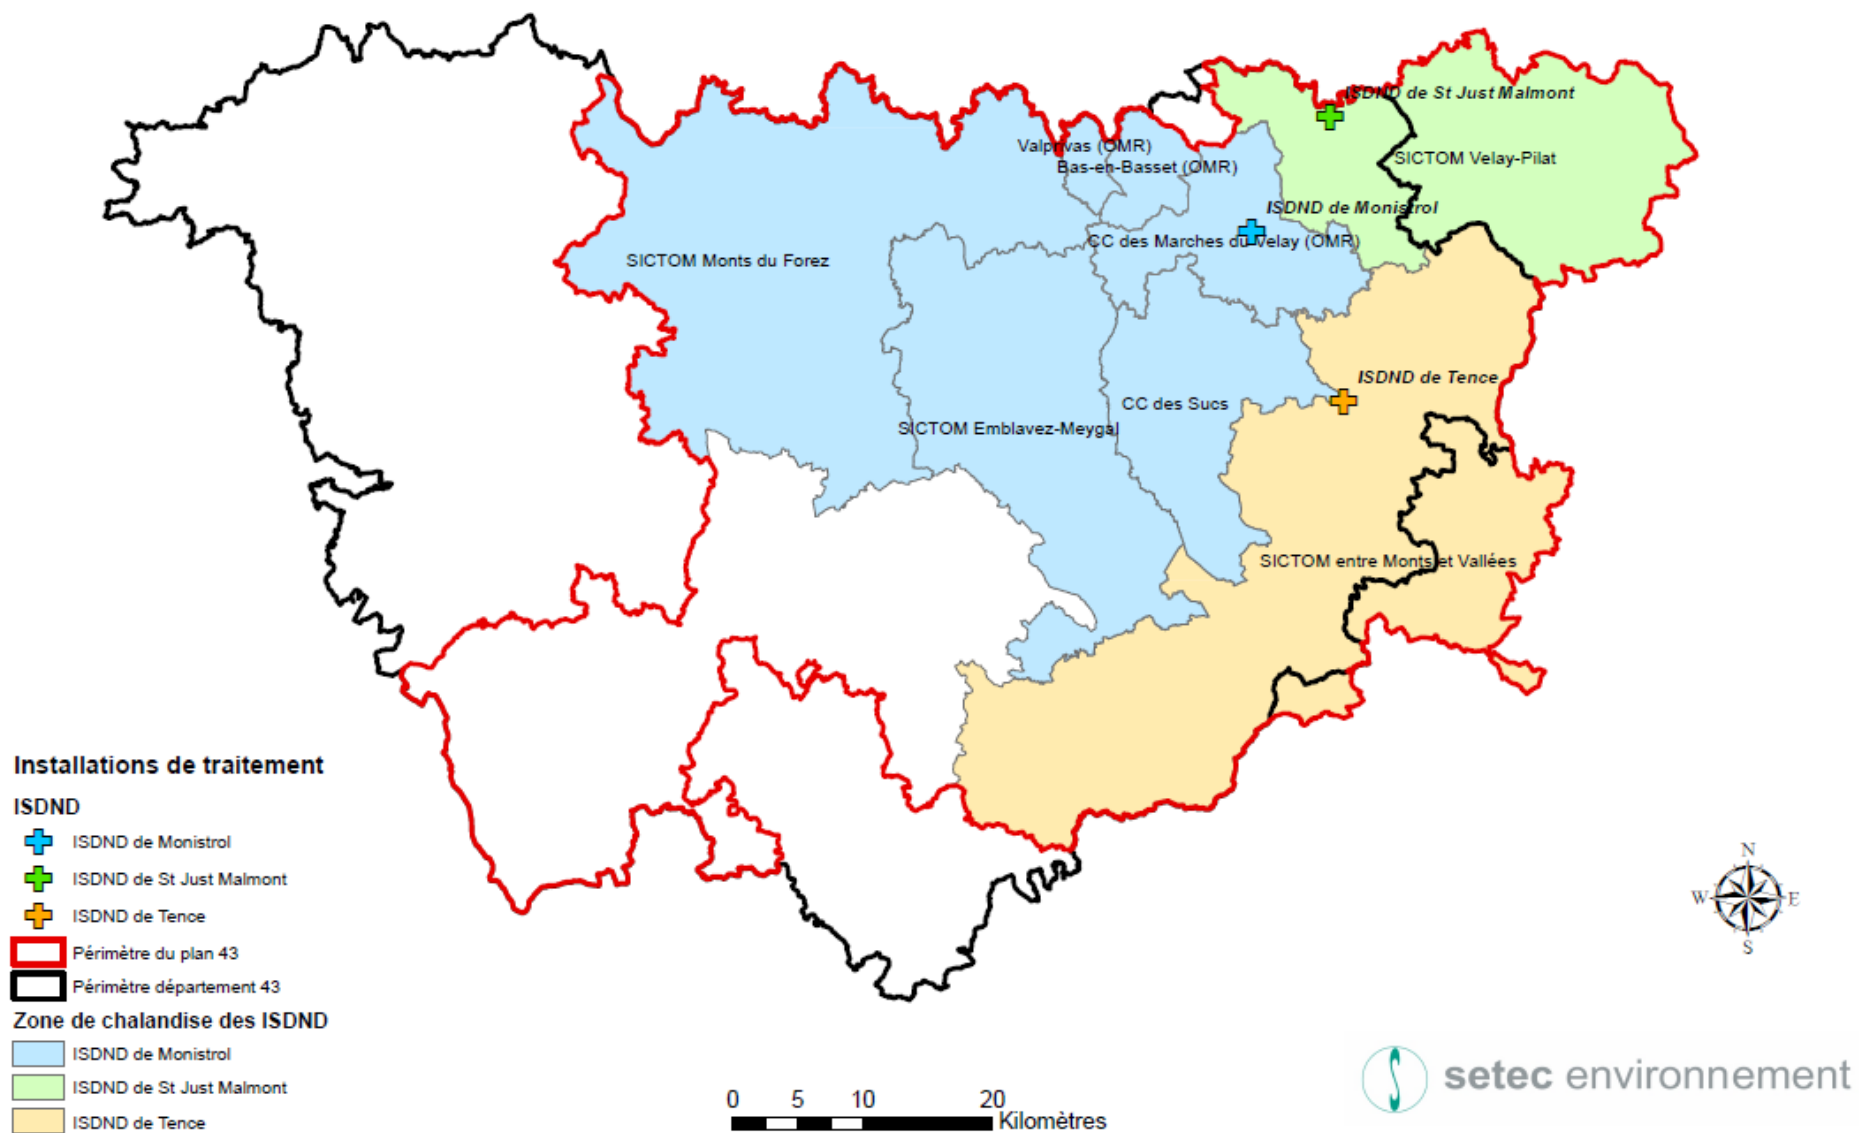 ISDND de St Just Malmont
Valprivas (OMR)
SICTOM Velay-Pilat
Bas-en-Basset (OMR)
ISDND de Monistrol
CC des Marches du Velay (OMR)
SICTOM Monts du Forez
ISDND de Tence
CC des Sucs
SICTOM Emblavez-Meygal
SICTOM entre Monts et Vallées
Installations de traitement
ISDND
ISDND de Monistrol
ISDND de St Just Malmont
ISDND de Tence
Périmètre du plan 43
Périmètre département 43
Zone de chalandise des ISDND
ISDND de Monistrol
ISDND de St Just Malmont
ISDND de Tence
N
W E
S
0 5 10 20
Kilomètres
setec environnement